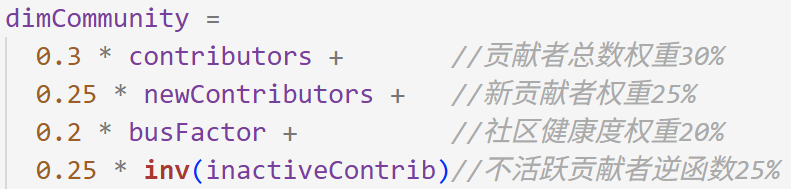 dimCommunity =
0.3 * contributors + //贡献者总数权重30%
0.25 * newContributors + //新贡献者权重25%
0.2 * busFactor + //社区健康度权重20%
0.25 * inv(inactiveContrib)//不活跃贡献者逆函数25%